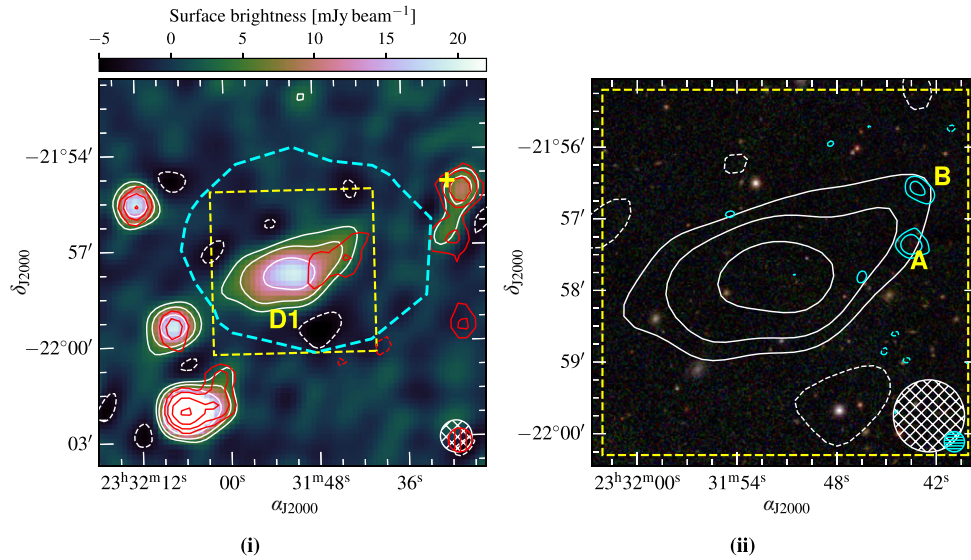 Surface brightness [mJy beam⁻¹]
−5 0 5 10 15 20
−21°54′
57′
−22°00′
03′
δJ2000
D1
23ʰ32ᵐ12ˢ 00ˢ 31ᵐ48ˢ 36ˢ
αJ2000
(i)
−21°56′
57′
58′
59′
−22°00′
δJ2000
B
A
23ʰ32ᵐ00ˢ 31ᵐ54ˢ 48ˢ 42ˢ
αJ2000
(ii)